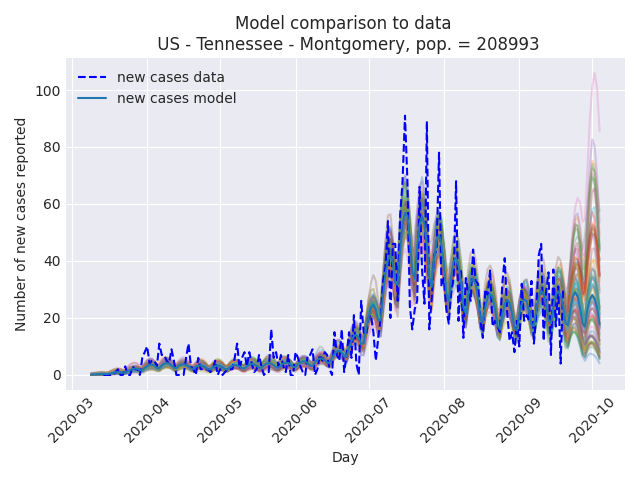 Model comparison to data
US - Tennessee - Montgomery, pop. = 208993
new cases data
new cases model
Number of new cases reported
100
80
60
40
20
0
2020-03
2020-04
2020-05
2020-06
2020-07
2020-08
2020-09
2020-10
Day